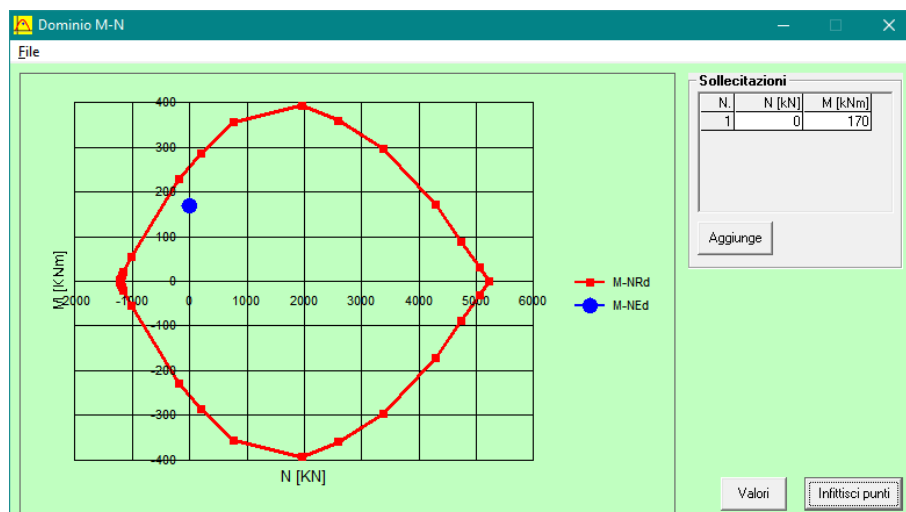 Dominio M-N
File
400
300
200
100
0
-100
-200
-300
-400
M [KNm]
-2000 -1000 0 1000 2000 3000 4000 5000 6000
N [KN]
M-NRd
M-NEd
Sollecitazioni
N. N [kN] M [kNm]
1 0 170
Aggiunge
Valori Infittisci punti